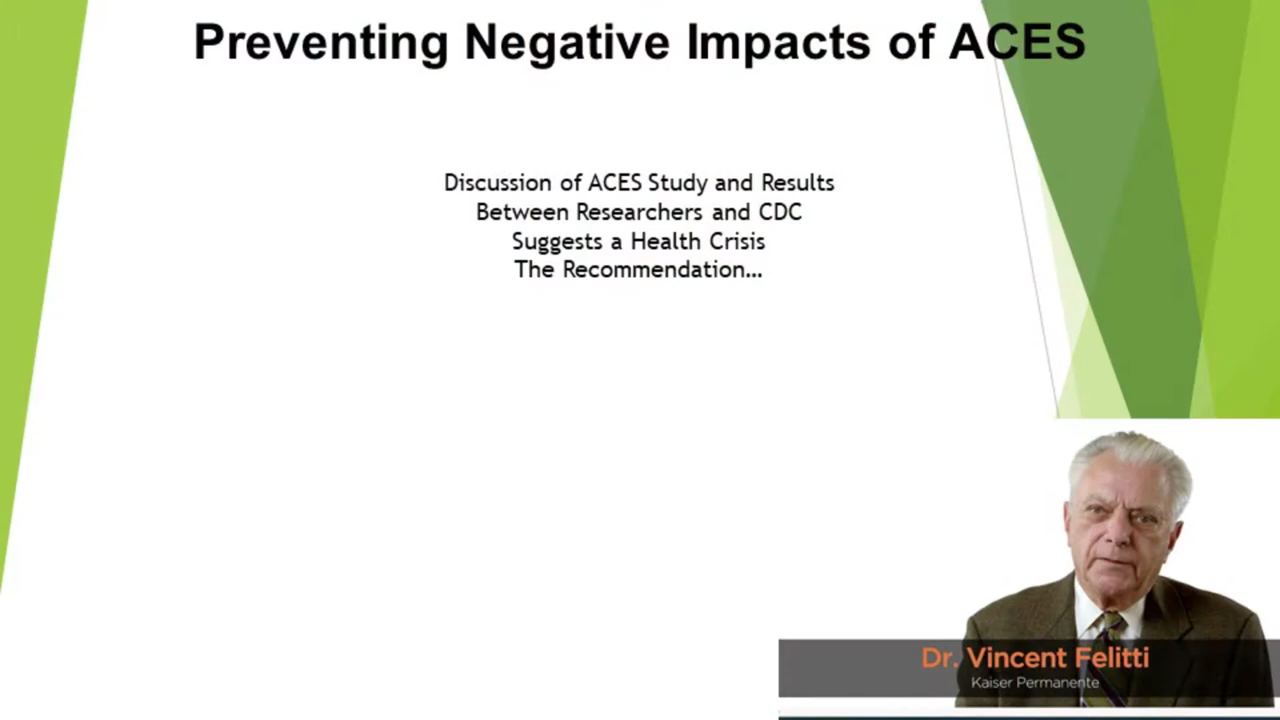 Preventing Negative Impacts of ACES
Discussion of ACES Study and Results
Between Researchers and CDC
Suggests a Health Crisis
The Recommendation...
Dr. Vincent Felitti
Kaiser Permanente